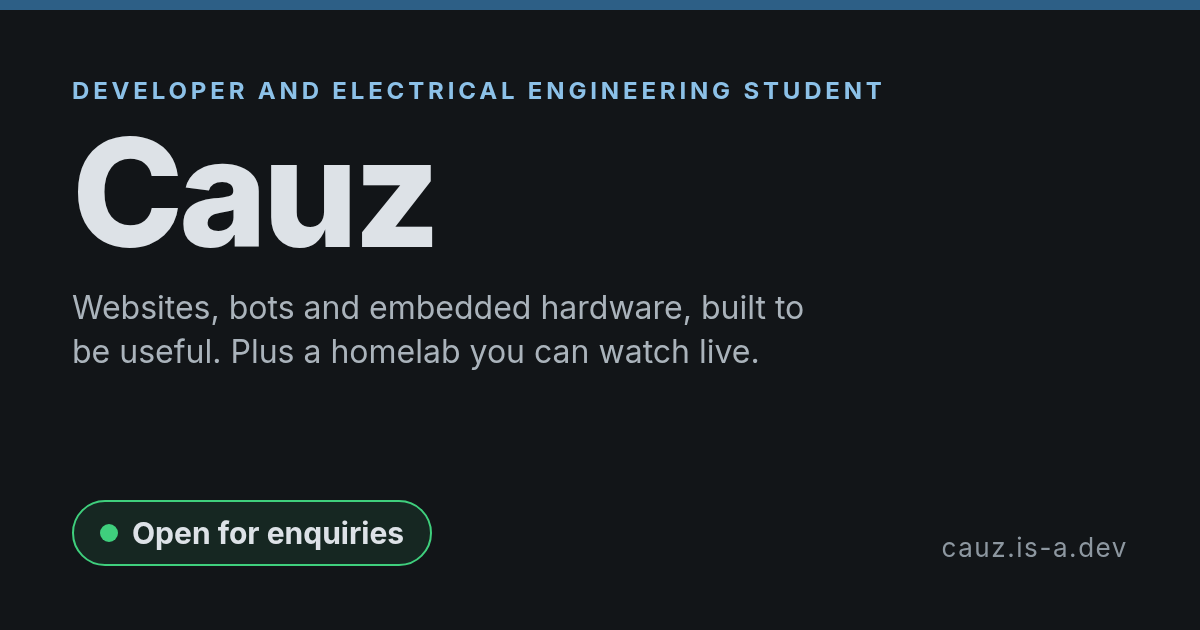 DEVELOPER AND ELECTRICAL ENGINEERING STUDENT
Cauz
Websites, bots and embedded hardware, built to
be useful. Plus a homelab you can watch live.
Open for enquiries
cauz.is-a.dev